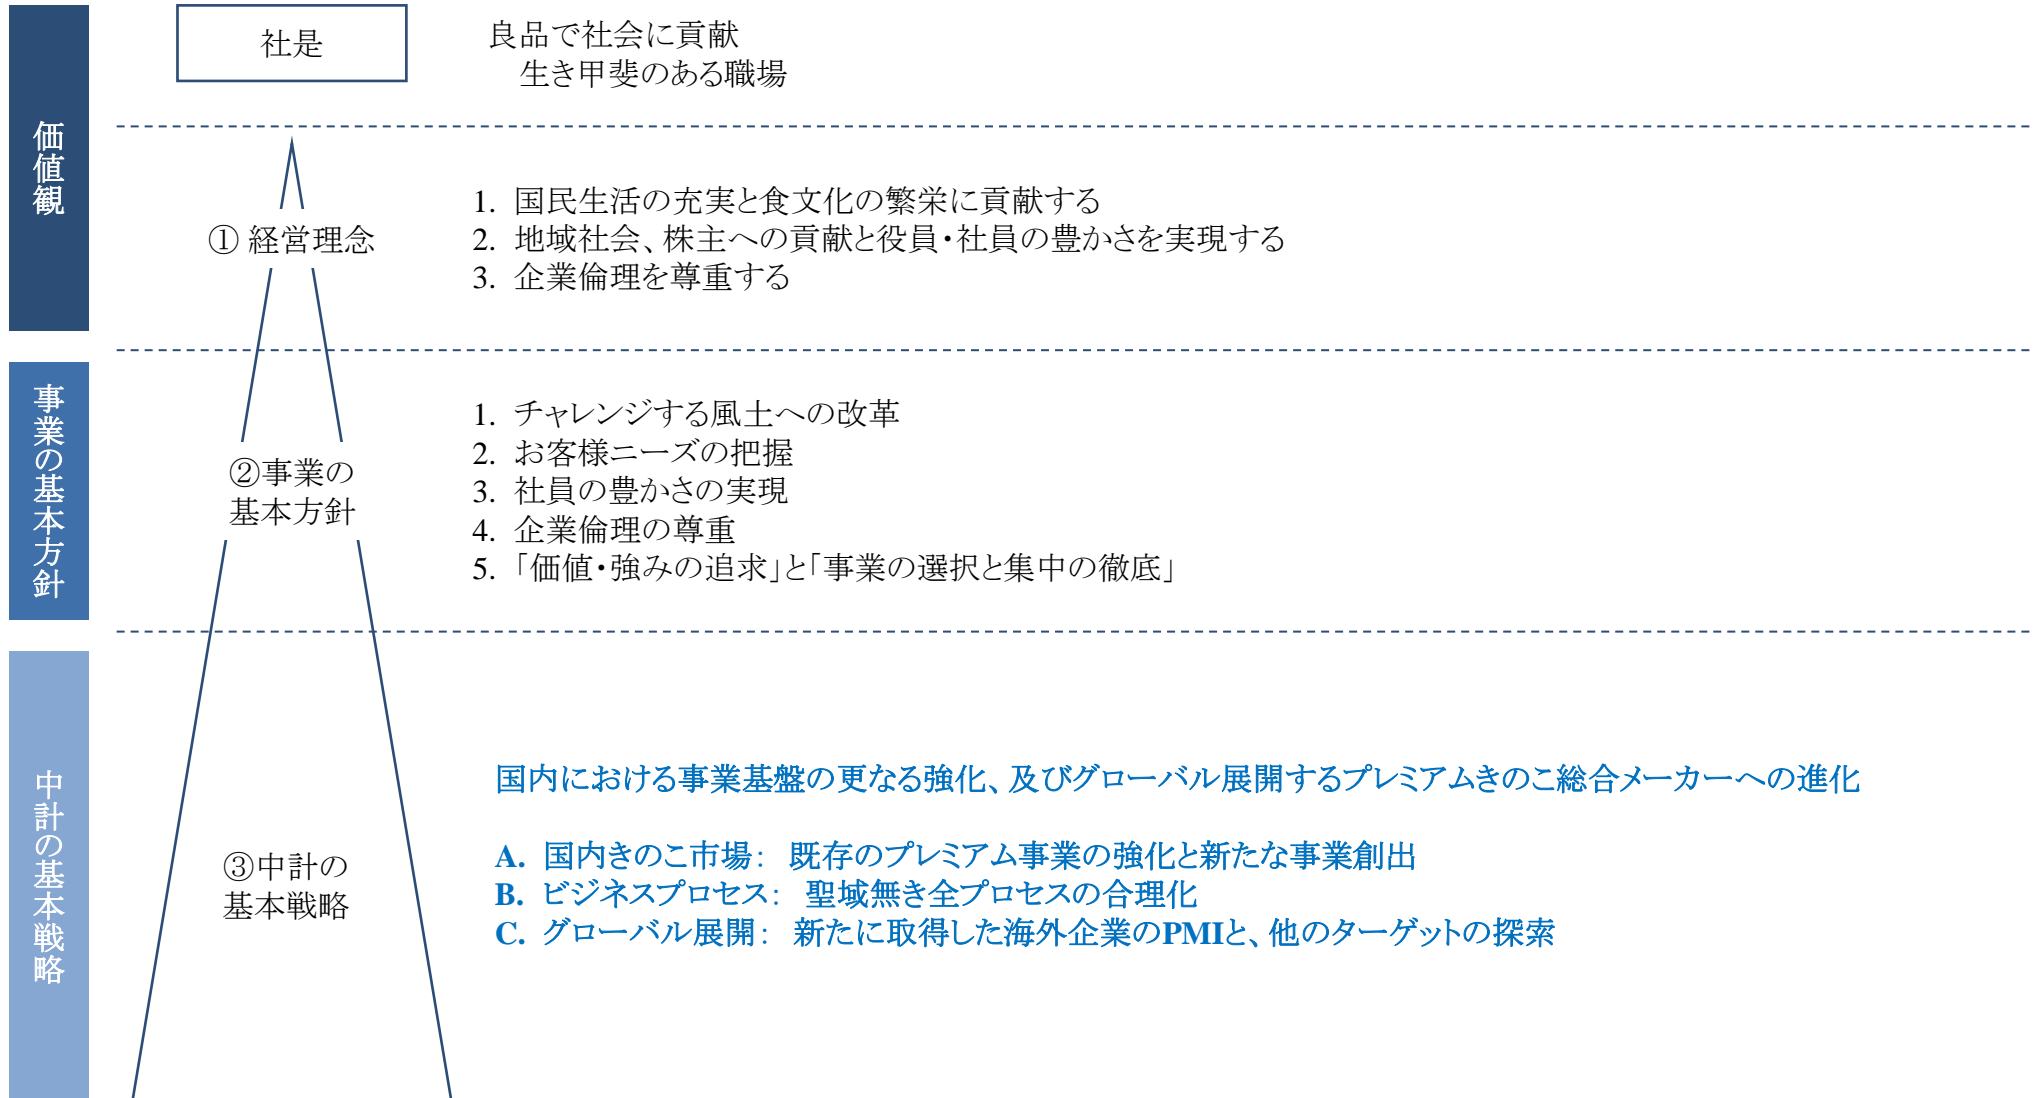 価値観
社是
良品で社会に貢献
生き甲斐のある職場
① 経営理念
1. 国民生活の充実と食文化の繁栄に貢献する
2. 地域社会、株主への貢献と役員・社員の豊かさを実現する
3. 企業倫理を尊重する
事業の基本方針
②事業の
基本方針
1. チャレンジする風土への改革
2. お客様ニーズの把握
3. 社員の豊かさの実現
4. 企業倫理の尊重
5. 「価値・強みの追求」と「事業の選択と集中の徹底」
中計の基本戦略
③中計の
基本戦略
国内における事業基盤の更なる強化、及びグローバル展開するプレミアムきのこ総合メーカーへの進化
A. 国内きのこ市場： 既存のプレミアム事業の強化と新たな事業創出
B. ビジネスプロセス： 聖域無き全プロセスの合理化
C. グローバル展開： 新たに取得した海外企業のPMIと、他のターゲットの探索